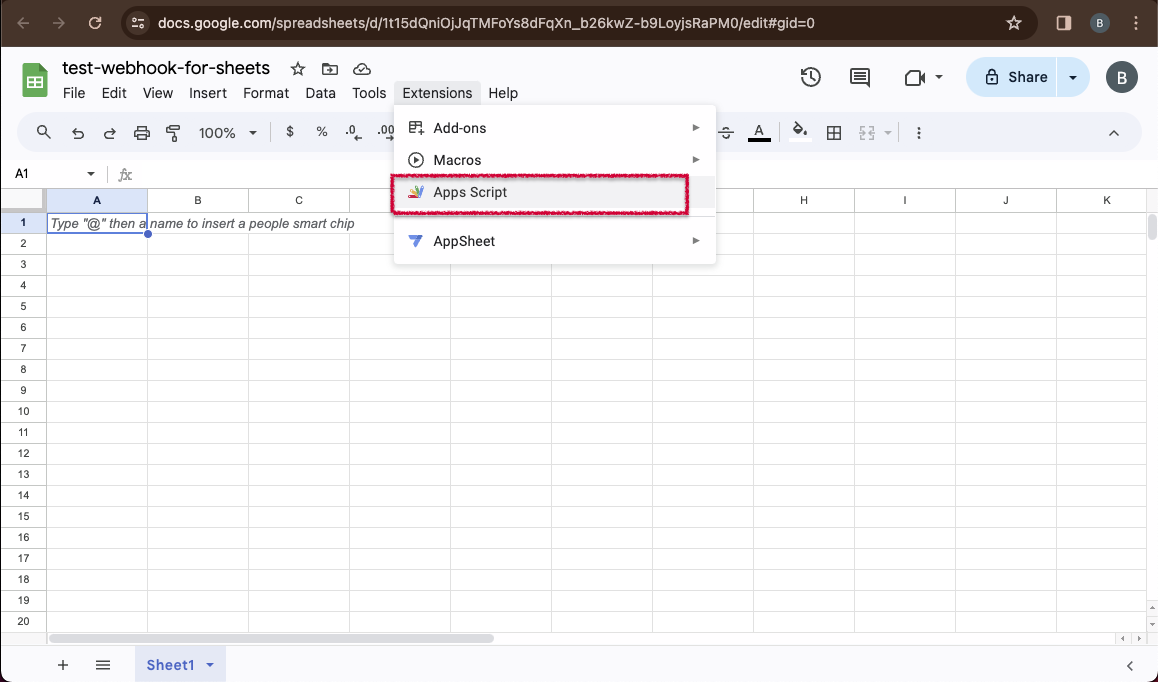 docs.google.com/spreadsheets/d/1t15dQniOjJqTMFoYs8dFqXn_b26kwZ-b9LoyjsRaPM0/edit#gid=0
B
test-webhook-for-sheets
File Edit View Insert Format Data Tools Extensions Help
Share
B
100% $ % .0 .00 A
Add-ons
Macros
Apps Script
AppSheet
A1 fx
A B C H I J K
1 Type "@" then a name to insert a people smart chip
2
3
4
5
6
7
8
9
10
11
12
13
14
15
16
17
18
19
20
Sheet1